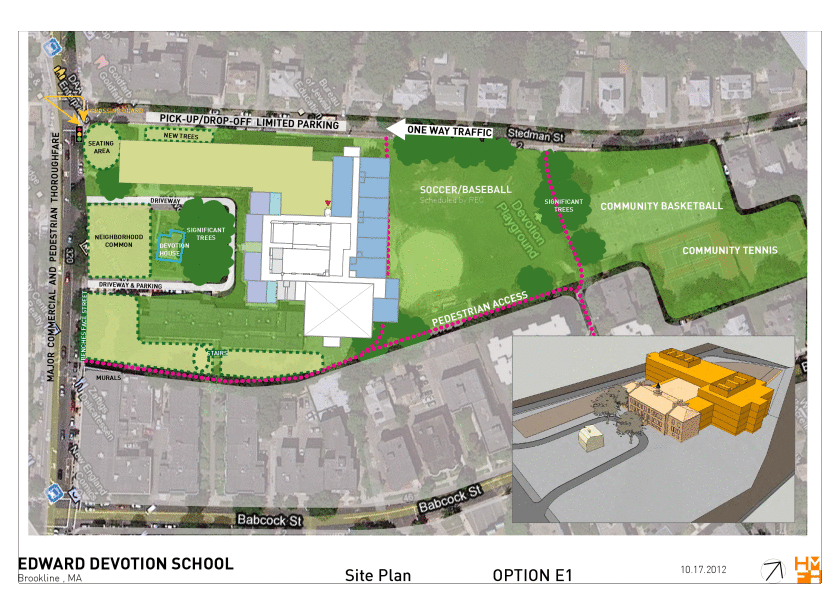 PICK-UP/DROP-OFF LIMITED PARKING
ONE WAY TRAFFIC
Stedman St
NEW TREES
SEATING
AREA
MAJOR COMMERCIAL AND PEDESTRIAN THOROUGHFARE
DRIVEWAY
NEIGHBORHOOD
COMMON
DEVOTION
HOUSE
SIGNIFICANT
TREES
SOCCER/BASEBALL
Scheduled by REC
Devotion
Playground
SIGNIFICANT
TREES
COMMUNITY BASKETBALL
COMMUNITY TENNIS
DRIVEWAY & PARKING
PEDESTRIAN ACCESS
STAIRS
MURALS
Babcock St
Babcock St
EDWARD DEVOTION SCHOOL
Brookline , MA
Site Plan
OPTION E1
10.17.2012
HMFH